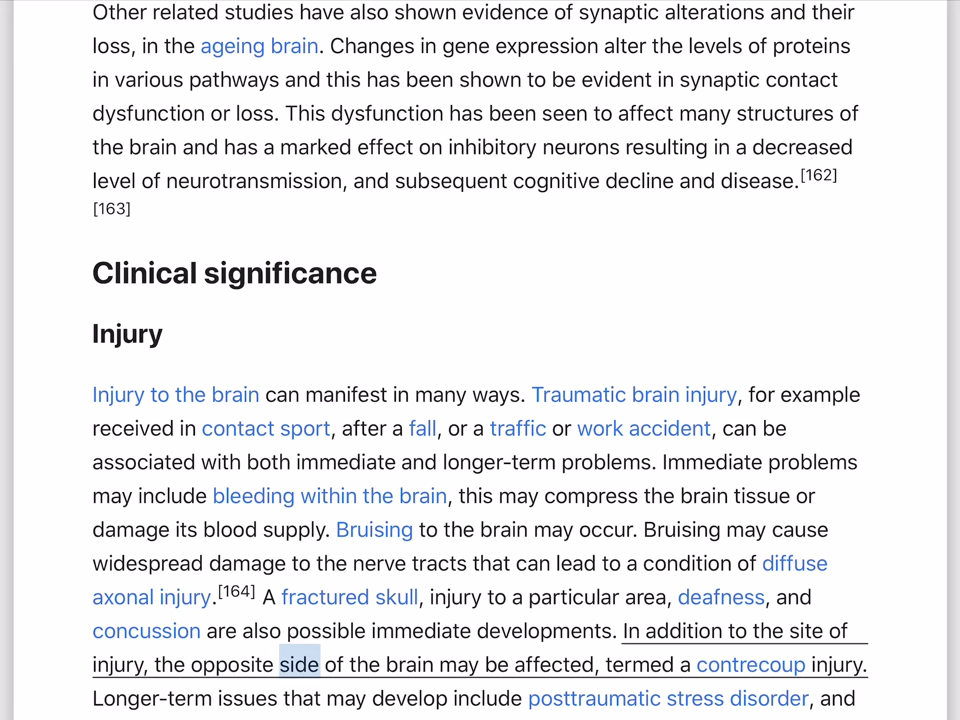 Other related studies have also shown evidence of synaptic alterations and their
loss, in the ageing brain. Changes in gene expression alter the levels of proteins
in various pathways and this has been shown to be evident in synaptic contact
dysfunction or loss. This dysfunction has been seen to affect many structures of
the brain and has a marked effect on inhibitory neurons resulting in a decreased
level of neurotransmission, and subsequent cognitive decline and disease.[162]
[163]
Clinical significance
Injury
Injury to the brain can manifest in many ways. Traumatic brain injury, for example
received in contact sport, after a fall, or a traffic or work accident, can be
associated with both immediate and longer-term problems. Immediate problems
may include bleeding within the brain, this may compress the brain tissue or
damage its blood supply. Bruising to the brain may occur. Bruising may cause
widespread damage to the nerve tracts that can lead to a condition of diffuse
axonal injury.[164] A fractured skull, injury to a particular area, deafness, and
concussion are also possible immediate developments. In addition to the site of
injury, the opposite side of the brain may be affected, termed a contrecoup injury.
Longer-term issues that may develop include posttraumatic stress disorder, and